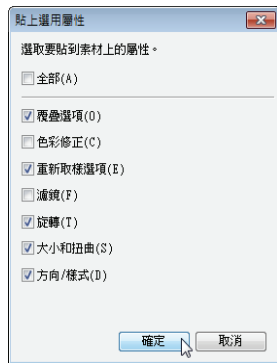 貼上選用屬性
選取要貼到素材上的屬性。
全部(A)
覆疊選項(O)
色彩修正(C)
重新取樣選項(E)
濾鏡(F)
旋轉(T)
大小和扭曲(S)
方向/樣式(D)
確定 取消